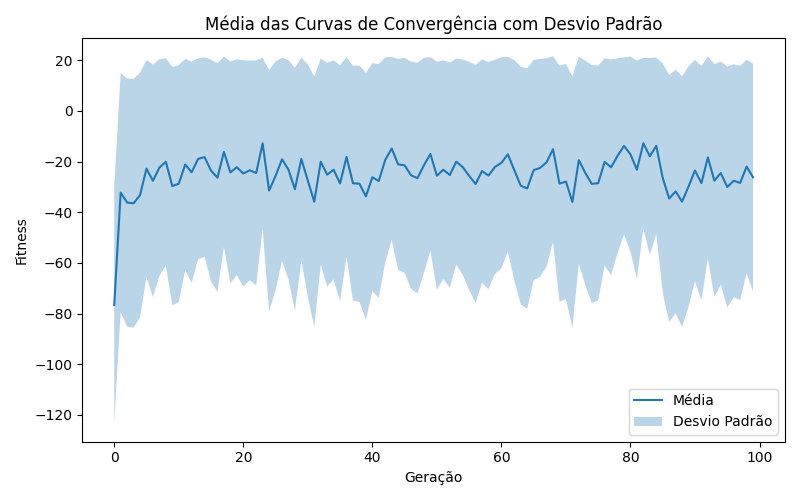 Média das Curvas de Convergência com Desvio Padrão
Fitness
20
0
−20
−40
−60
−80
−100
−120
0
20
40
60
80
100
Geração
Média
Desvio Padrão